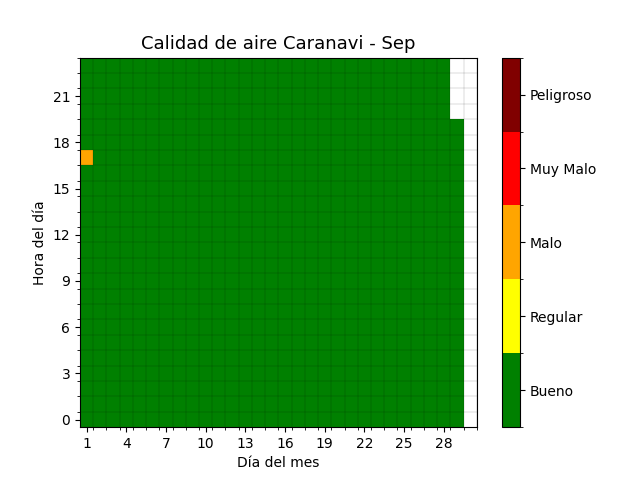 Calidad de aire Caranavi - Sep
Hora del día
21
18
15
12
9
6
3
0
1 4 7 10 13 16 19 22 25 28
Día del mes
Peligroso
Muy Malo
Malo
Regular
Bueno